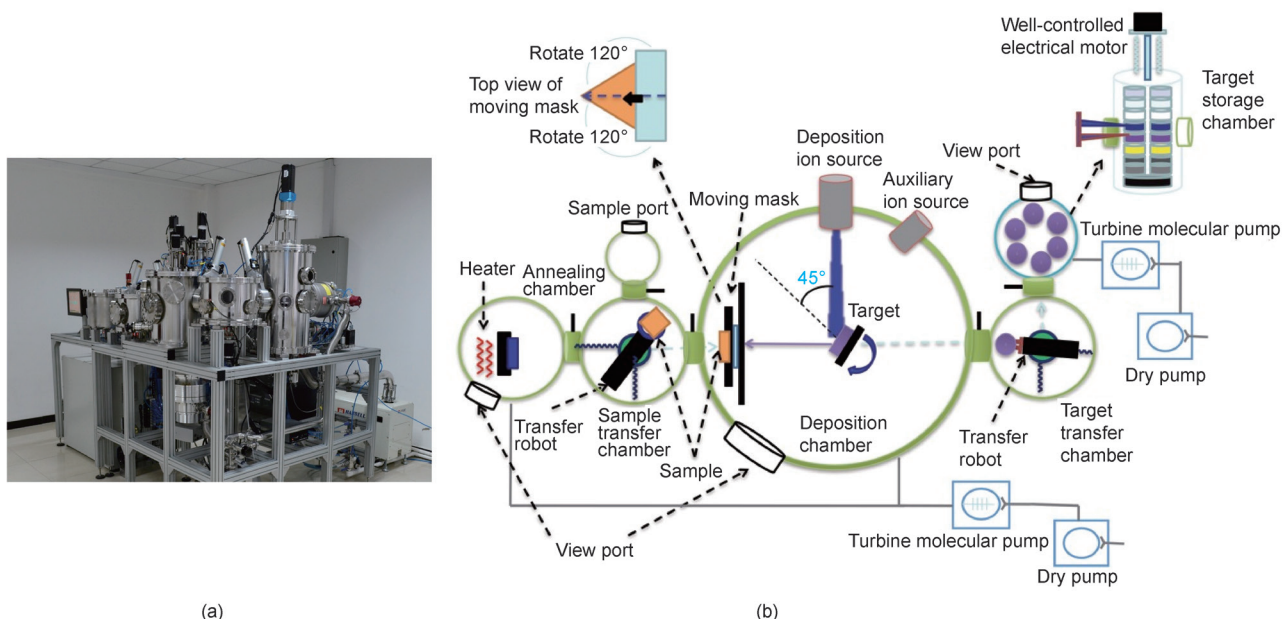 Rotate 120°
Top view of
moving mask
Rotate 120°
Well-controlled
electrical motor
Target
storage
chamber
Deposition
ion source
Auxiliary
ion source
View port
Moving mask
Sample port
Turbine molecular pump
Heater
Annealing
chamber
45°
Target
Dry pump
Transfer
robot
Sample
transfer
chamber
Sample
Deposition
chamber
Transfer
robot
Target
transfer
chamber
View port
Turbine molecular pump
Dry pump
(a)
(b)